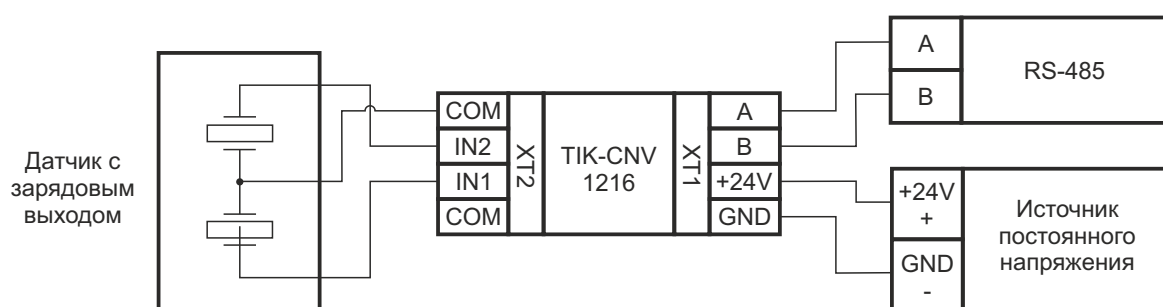 Датчик с
зарядовым
выходом
COM
IN2
IN1
COM
XT2
TIK-CNV
1216
XT1
A
B
+24V
GND
A
B
RS-485
+24V
+
GND
-
Источник
постоянного
напряжения